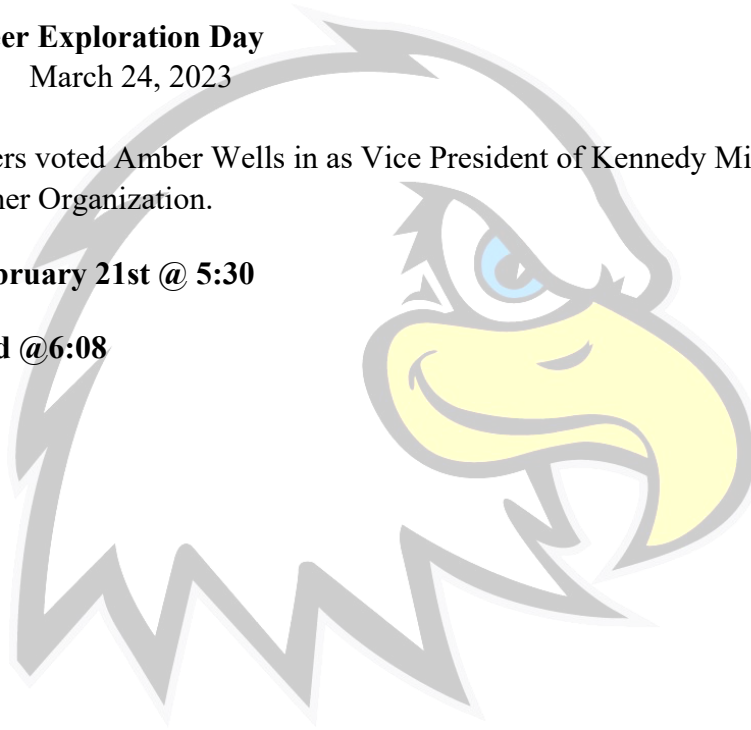 er Exploration Day
March 24, 2023
ers voted Amber Wells in as Vice President of Kennedy Mi
her Organization.
bruary 21st @ 5:30
d @6:08